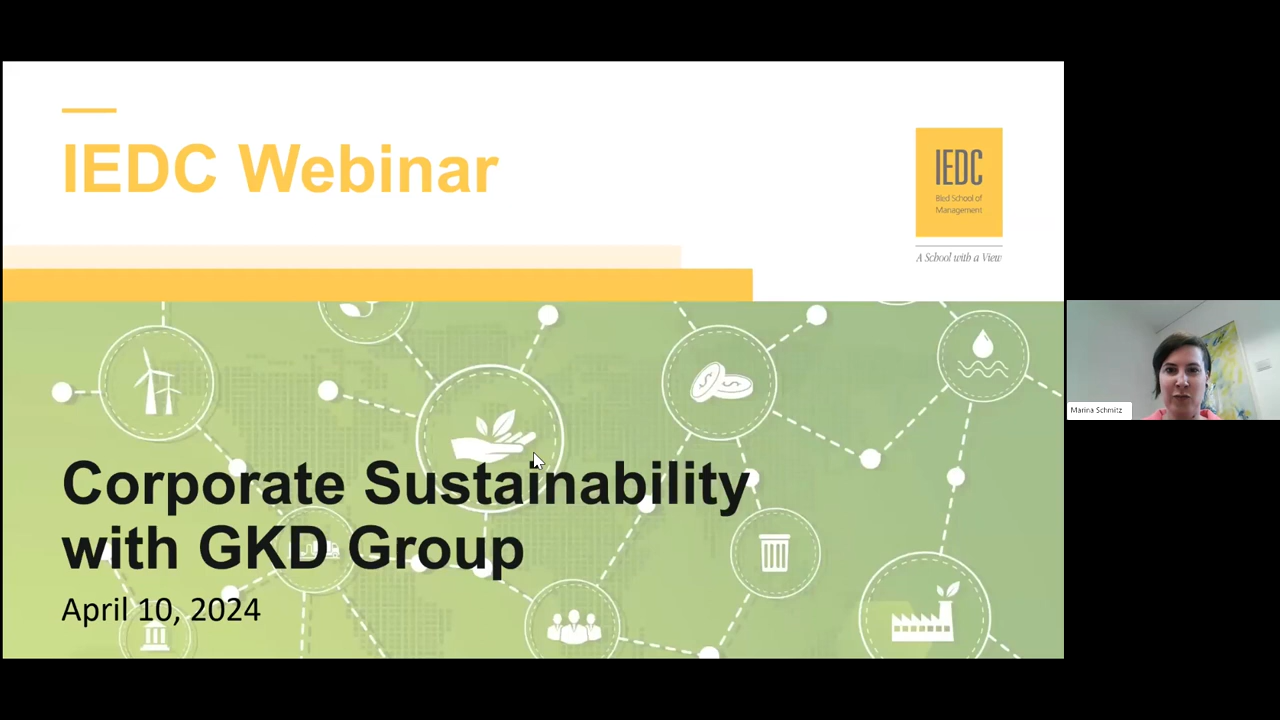 IEDC Webinar
IEDC
Bled School of
Management
A School with a View
Corporate Sustainability
with GKD Group
April 10, 2024
Marina Schmitz